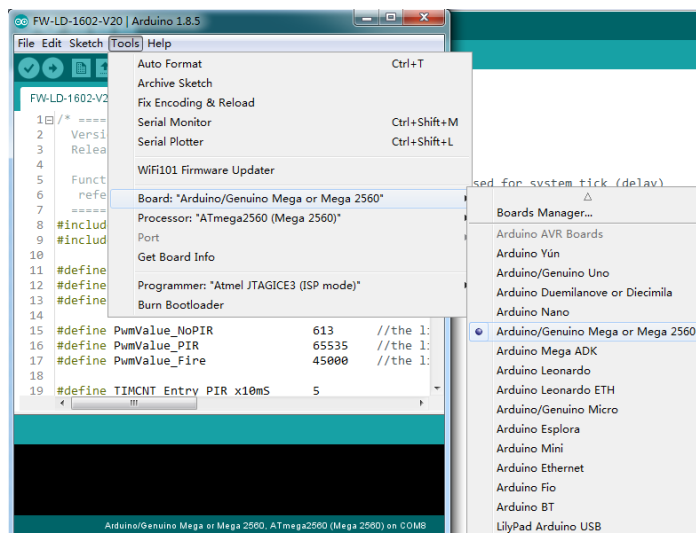 FW-LD-1602-V20 | Arduino 1.8.5
File Edit Sketch Tools Help
FW-LD-1602-V2
Auto Format Ctrl+T
Archive Sketch
Fix Encoding & Reload
Serial Monitor Ctrl+Shift+M
Serial Plotter Ctrl+Shift+L
WiFi101 Firmware Updater
Board: "Arduino/Genuino Mega or Mega 2560"
Processor: "ATmega2560 (Mega 2560)"
Port
Get Board Info
Programmer: "Atmel JTAGICE3 (ISP mode)"
Burn Bootloader
1 /* ====
2 Versi
3 Relea
4
5 Funct sed for system tick (delay)
6 refe
7 =====
8 #includ
9 #includ
10
11 #define
12 #define
13 #define
14
15 #define PwmValue_NoPIR 613 //the l
16 #define PwmValue_PIR 65535 //the l
17 #define PwmValue_Fire 45000 //the l
18
19 #define TIMCNT_Entry_PIR_x10mS 5
Boards Manager...
Arduino AVR Boards
Arduino Yún
Arduino/Genuino Uno
Arduino Duemilanove or Diecimila
Arduino Nano
Arduino/Genuino Mega or Mega 2560
Arduino Mega ADK
Arduino Leonardo
Arduino Leonardo ETH
Arduino/Genuino Micro
Arduino Esplora
Arduino Mini
Arduino Ethernet
Arduino Fio
Arduino BT
LilyPad Arduino USB
Arduino/Genuino Mega or Mega 2560, ATmega2560 (Mega 2560) on COM8